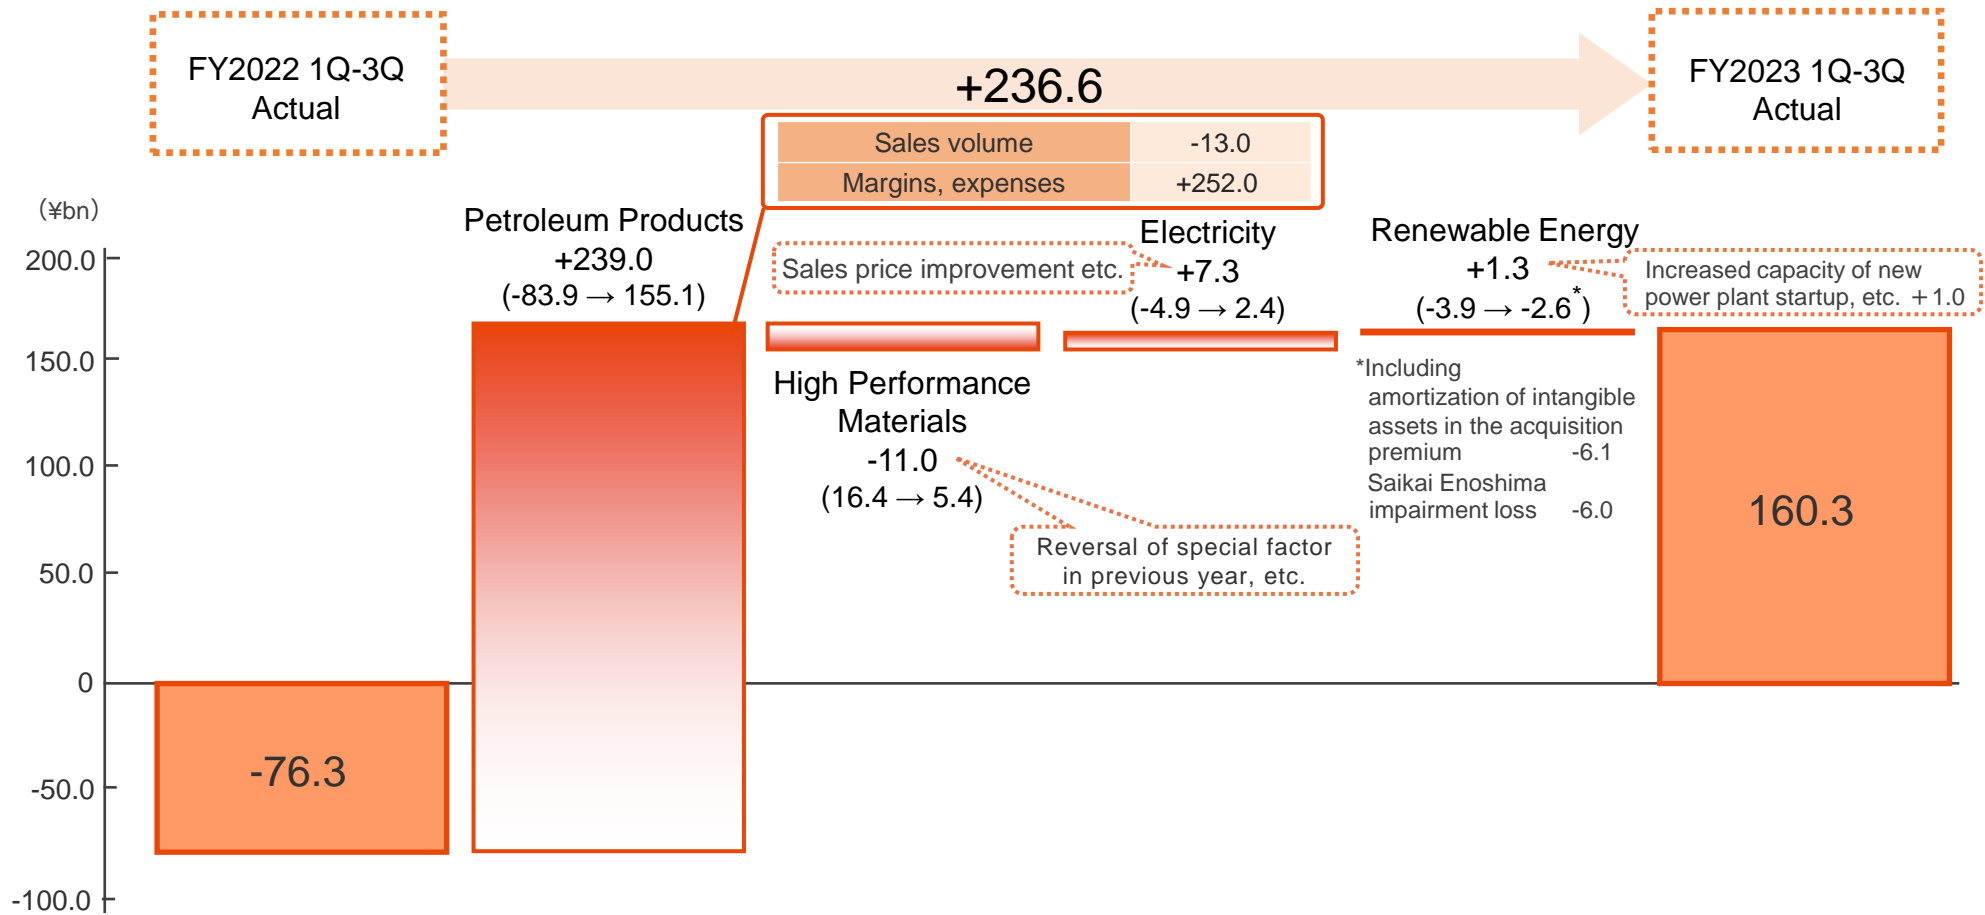 FY2022 1Q-3Q
Actual
+236.6
FY2023 1Q-3Q
Actual
Sales volume -13.0
Margins, expenses +252.0
（¥bn）
200.0
150.0
100.0
50.0
0
-50.0
-100.0
-76.3
Petroleum Products
+239.0
(-83.9 → 155.1)
High Performance
Materials
-11.0
(16.4 → 5.4)
Reversal of special factor
in previous year, etc.
Sales price improvement etc.
Electricity
+7.3
(-4.9 → 2.4)
Renewable Energy
+1.3
(-3.9 → -2.6*)
Increased capacity of new
power plant startup, etc. ＋1.0
*Including
amortization of intangible
assets in the acquisition
premium -6.1
Saikai Enoshima
impairment loss -6.0
160.3